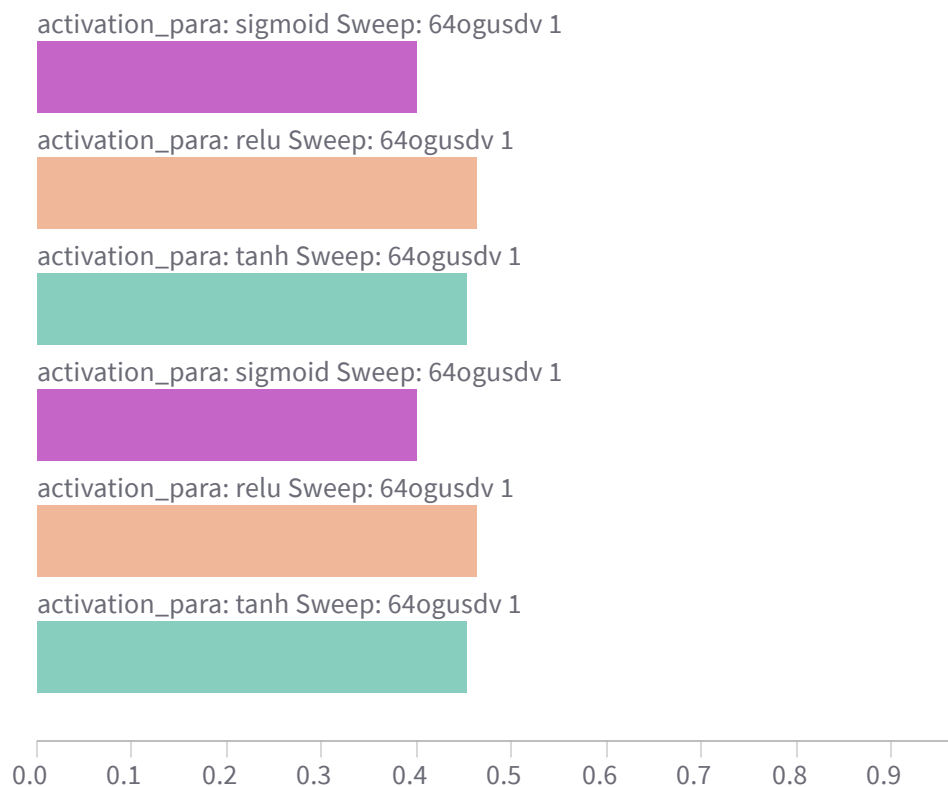 activation_para: sigmoid Sweep: 64ogusdv 1
activation_para: relu Sweep: 64ogusdv 1
activation_para: tanh Sweep: 64ogusdv 1
activation_para: sigmoid Sweep: 64ogusdv 1
activation_para: relu Sweep: 64ogusdv 1
activation_para: tanh Sweep: 64ogusdv 1
0.0 0.1 0.2 0.3 0.4 0.5 0.6 0.7 0.8 0.9